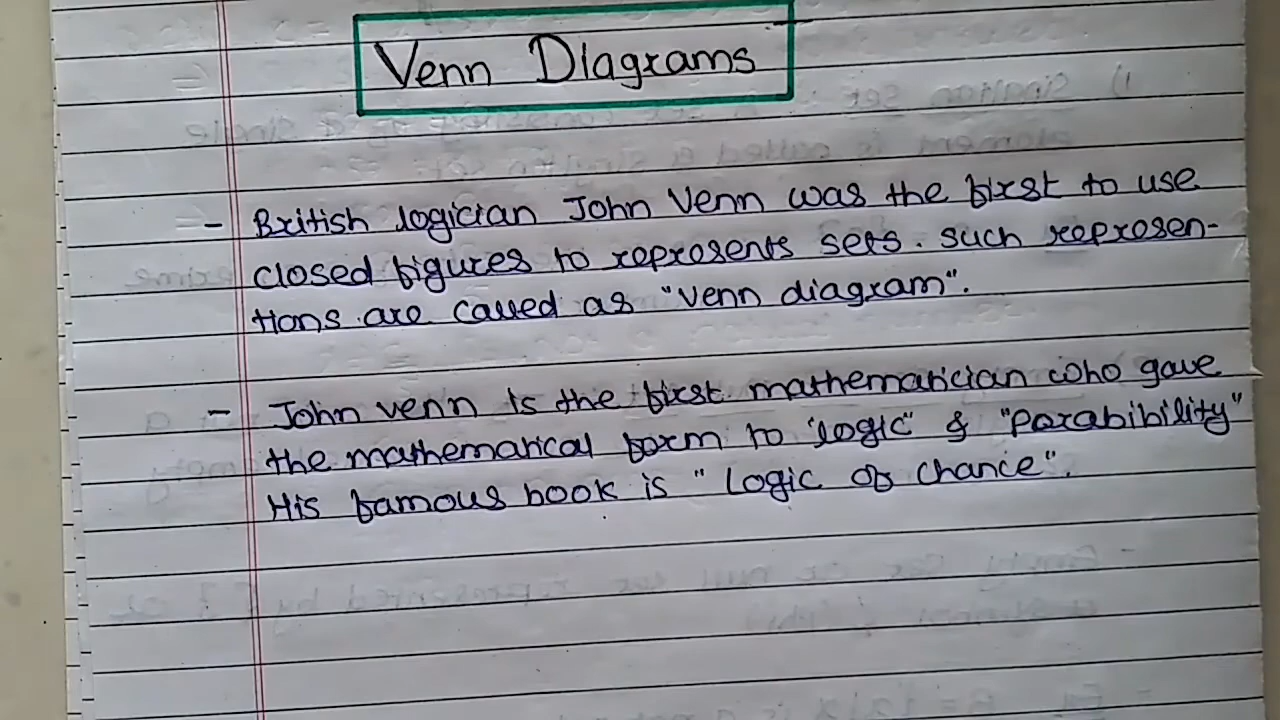 Venn Diagrams
- British logician John Venn was the first to use
closed figures to represents sets. such represen-
tions are called as "venn diagram".
- John venn is the first mathematician who gave
the mathematical form to "logic" & "Parabibility"
His famous book is "Logic of Chance".